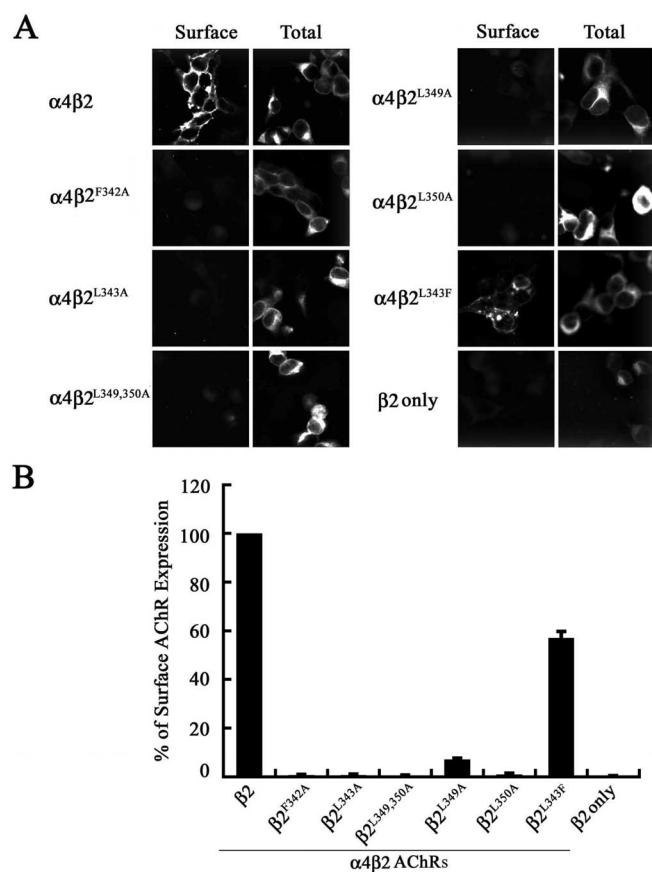 A
Surface Total
α4β2
α4β2F342A
α4β2L343A
α4β2L349,350A
Surface Total
α4β2L349A
α4β2L350A
α4β2L343F
β2 only
B
% of Surface AChR Expression
120
100
80
60
40
20
0
β2
β2F342A
β2L343A
β2L349,350A
β2L349A
β2L350A
β2L343F
β2 only
α4β2 AChRs